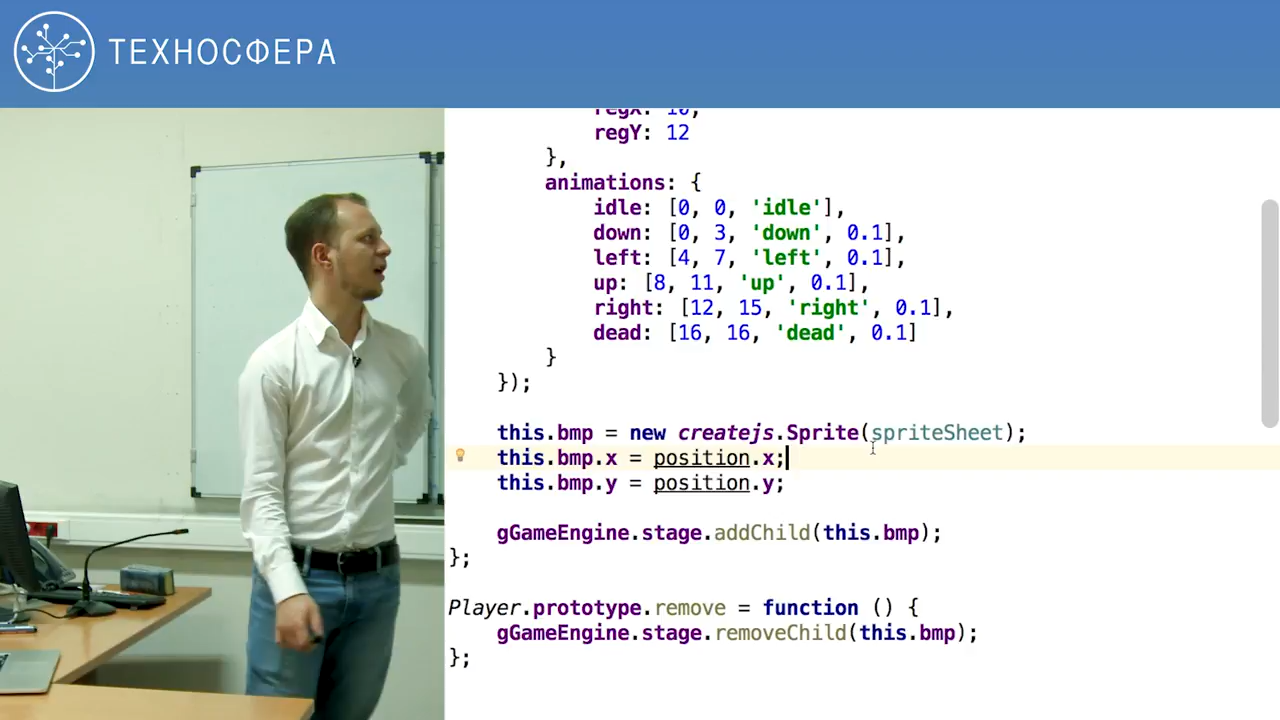 ТЕХНОСФЕРА
regX: 10,
regY: 12
},
animations: {
idle: [0, 0, 'idle'],
down: [0, 3, 'down', 0.1],
left: [4, 7, 'left', 0.1],
up: [8, 11, 'up', 0.1],
right: [12, 15, 'right', 0.1],
dead: [16, 16, 'dead', 0.1]
}
});
this.bmp = new createjs.Sprite(spriteSheet);
this.bmp.x = position.x;
this.bmp.y = position.y;
gGameEngine.stage.addChild(this.bmp);
};
Player.prototype.remove = function () {
gGameEngine.stage.removeChild(this.bmp);
};